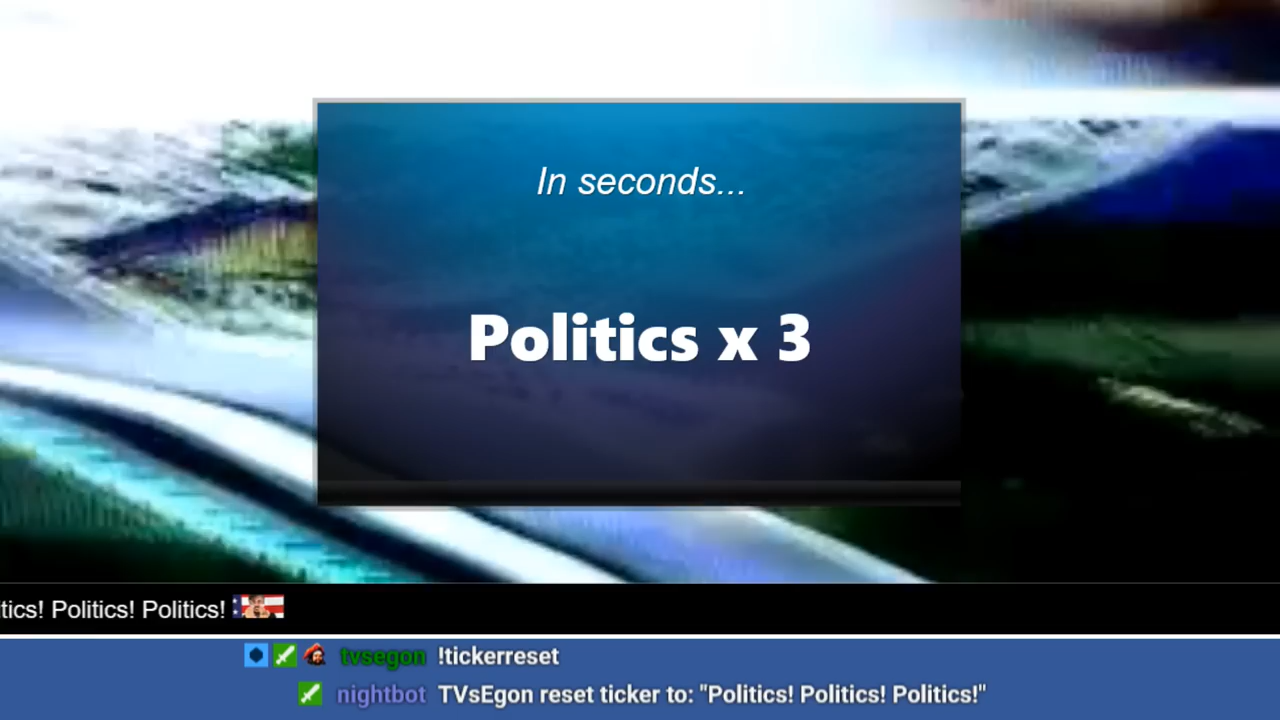 In seconds...
Politics x 3
tics! Politics! Politics!
tvsegon !tickerreset
nightbot TVsEgon reset ticker to: "Politics! Politics! Politics!"